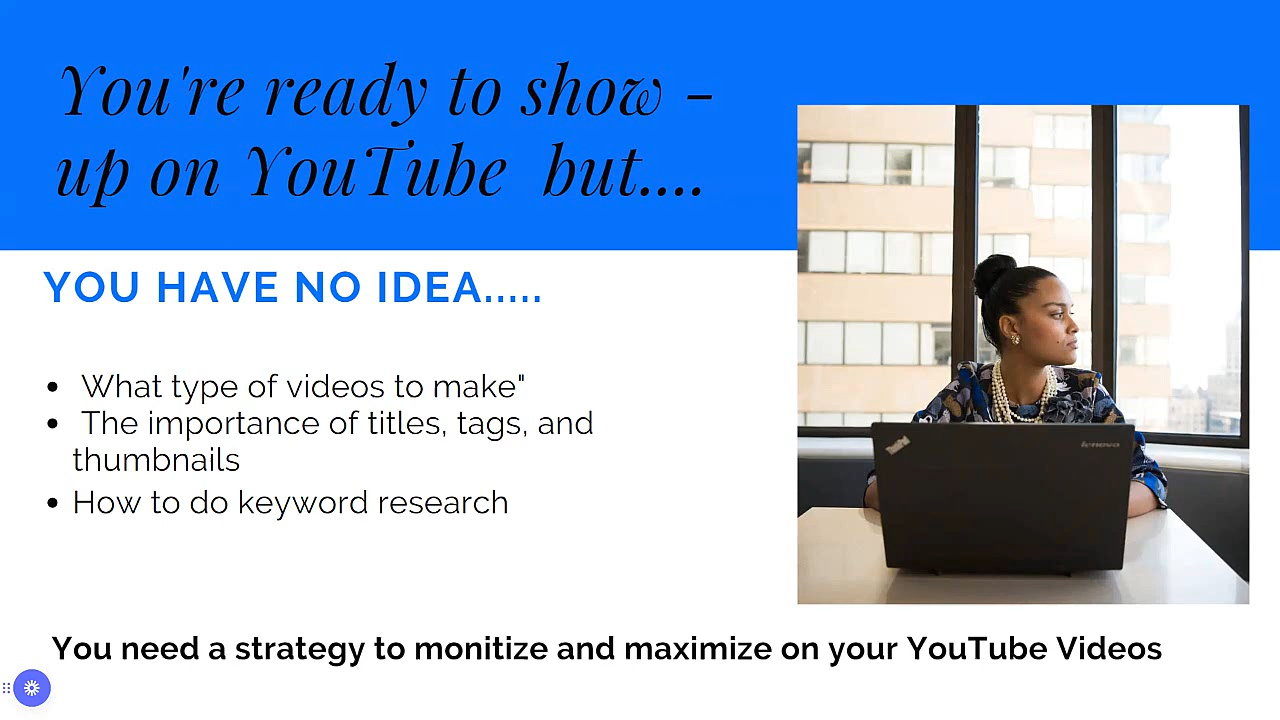 You're ready to show -
up on YouTube but....
YOU HAVE NO IDEA.....
• What type of videos to make"
• The importance of titles, tags, and
thumbnails
• How to do keyword research
lenovo
You need a strategy to monitize and maximize on your YouTube Videos